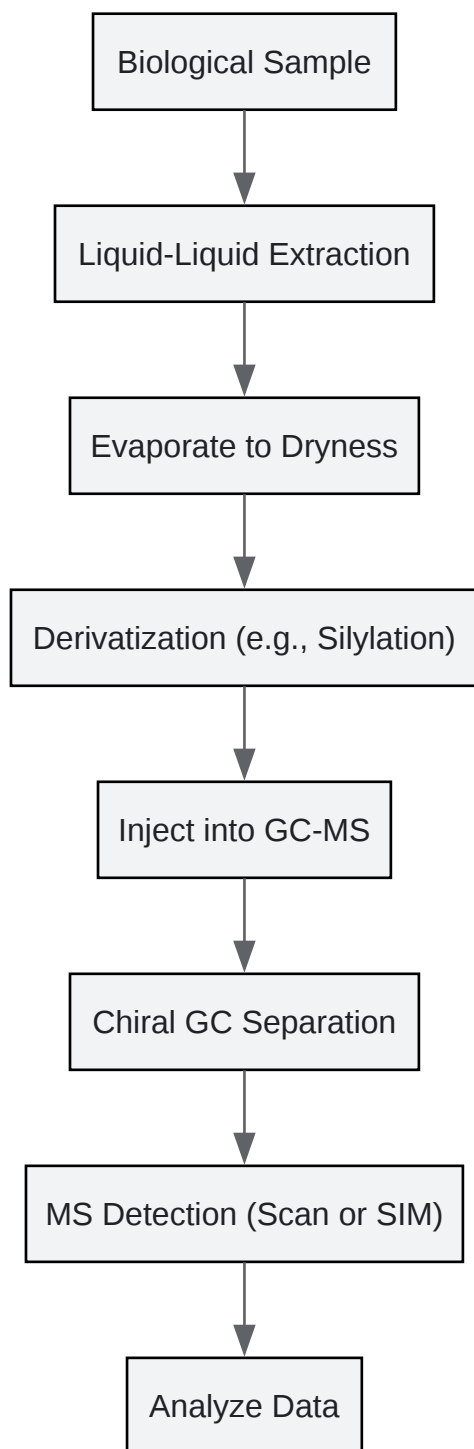 Biological Sample
Liquid-Liquid Extraction
Evaporate to Dryness
Derivatization (e.g., Silylation)
Inject into GC-MS
Chiral GC Separation
MS Detection (Scan or SIM)
Analyze Data